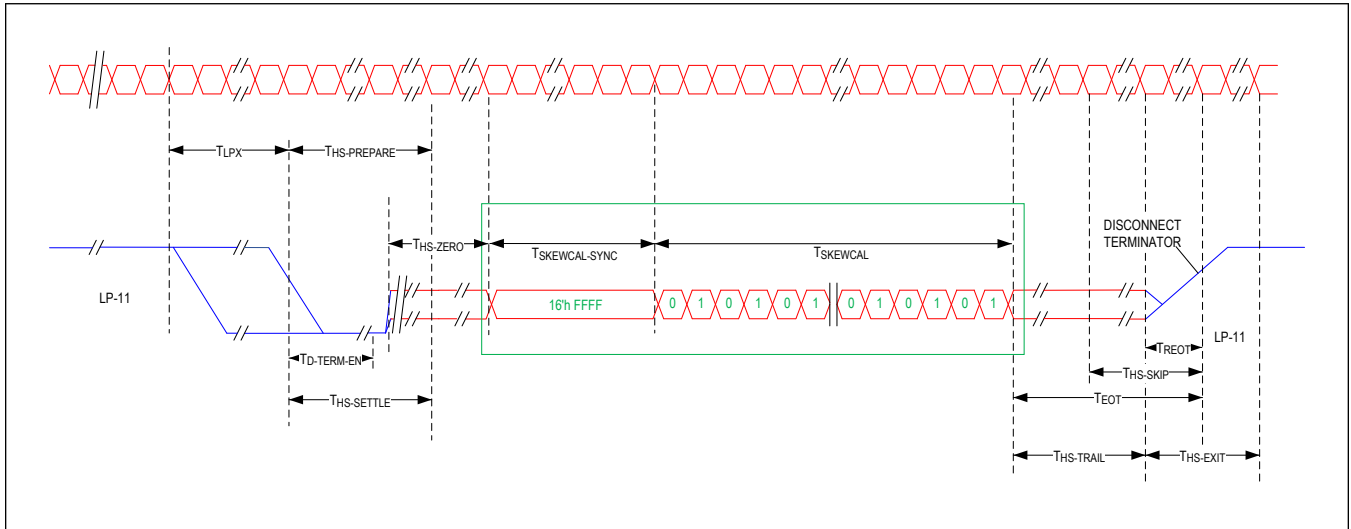 TLPX
THS-PREPARE
THS-ZERO
TSKEWCAL-SYNC
TSKEWCAL
DISCONNECT
TERMINATOR
LP-11
16'h FFFF
0 1 0 1 0 1 0 1 0 1 0 1
TD-TERM-EN
THS-SETTLE
TREOT
LP-11
THS-SKIP
TEOT
THS-TRAIL
THS-EXIT